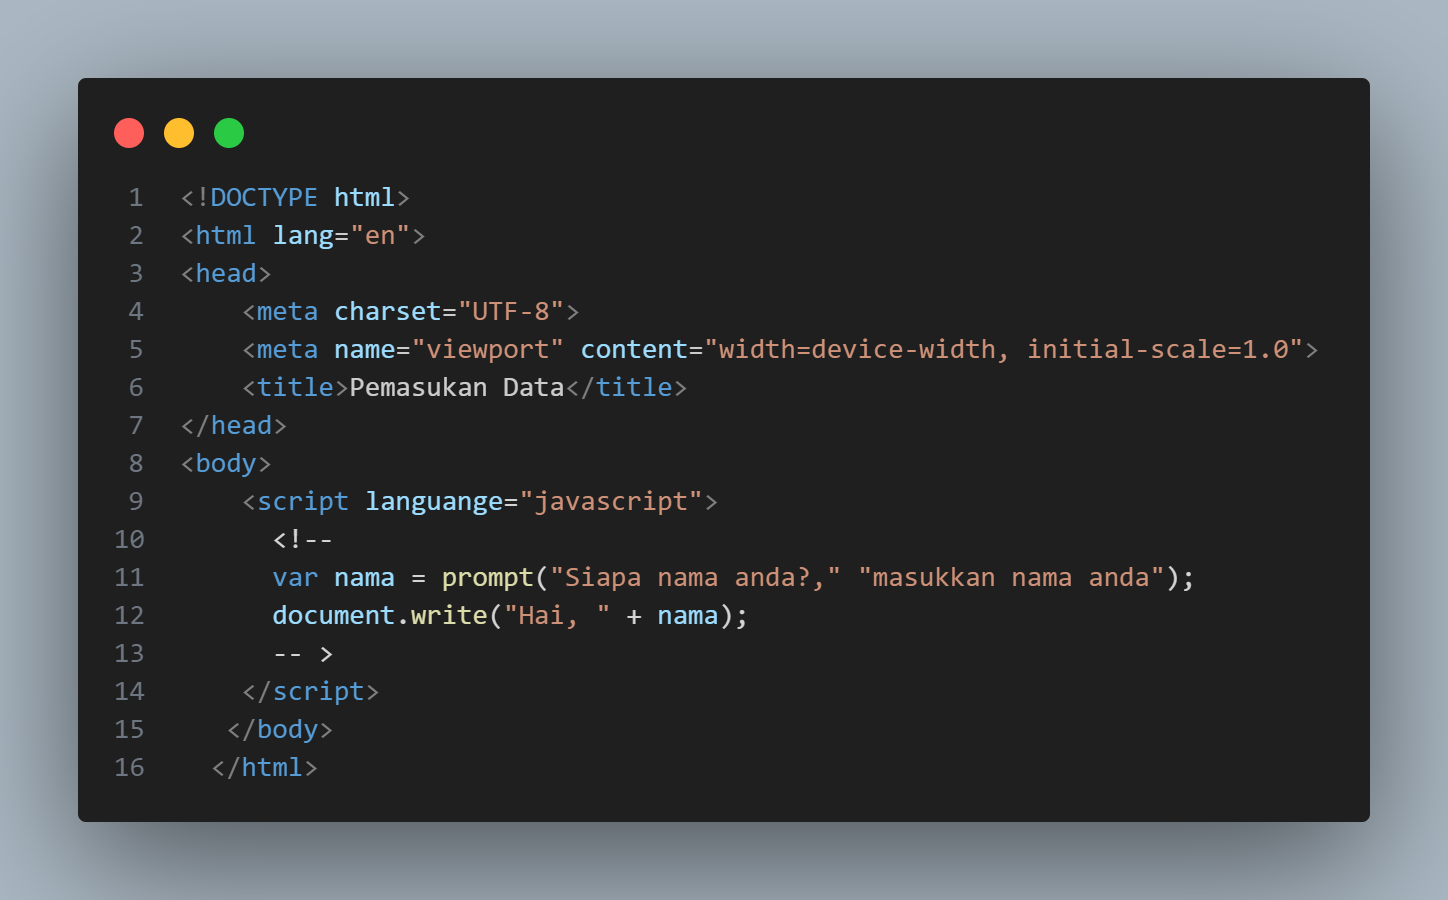 1 <!DOCTYPE html>
2 <html lang="en">
3 <head>
4     <meta charset="UTF-8">
5     <meta name="viewport" content="width=device-width, initial-scale=1.0">
6     <title>Pemasukan Data</title>
7 </head>
8 <body>
9     <script languange="javascript">
10       <!--
11       var nama = prompt("Siapa nama anda?," "masukkan nama anda");
12       document.write("Hai, " + nama);
13       -- >
14     </script>
15    </body>
16   </html>